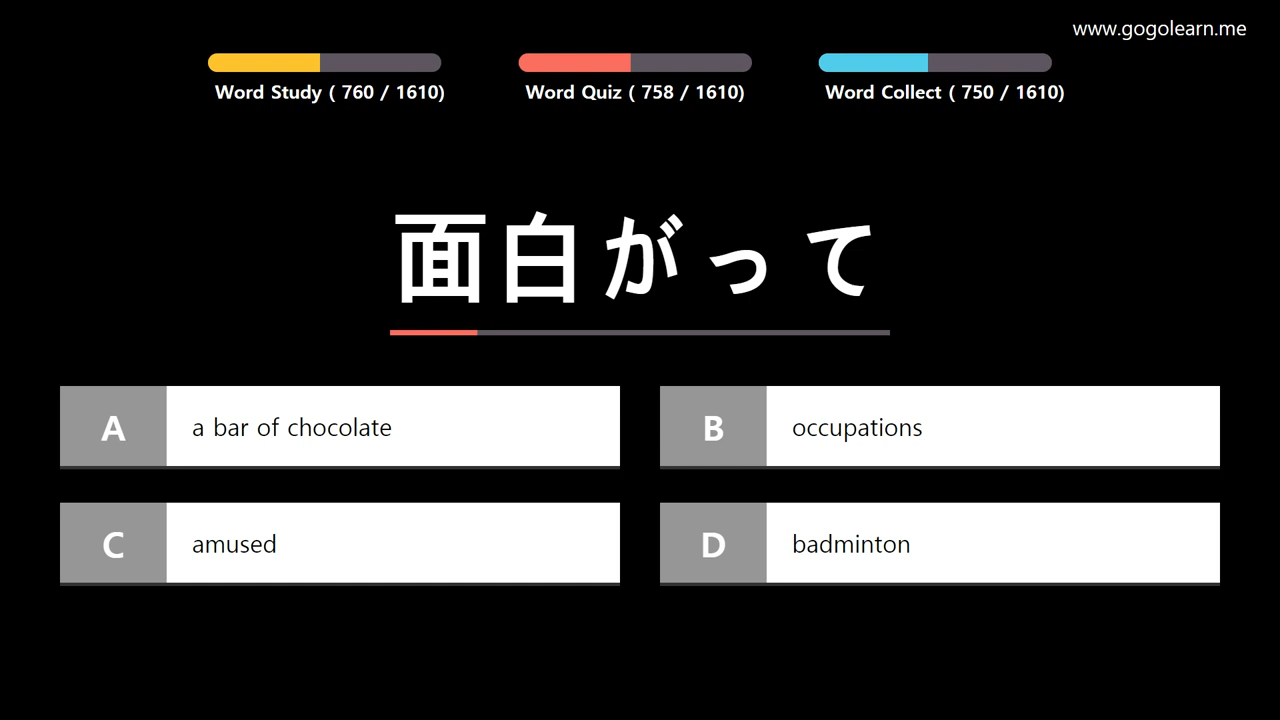 www.gogolearn.me
Word Study ( 760 / 1610)
Word Quiz ( 758 / 1610)
Word Collect ( 750 / 1610)
面白がって
A
a bar of chocolate
B
occupations
C
amused
D
badminton